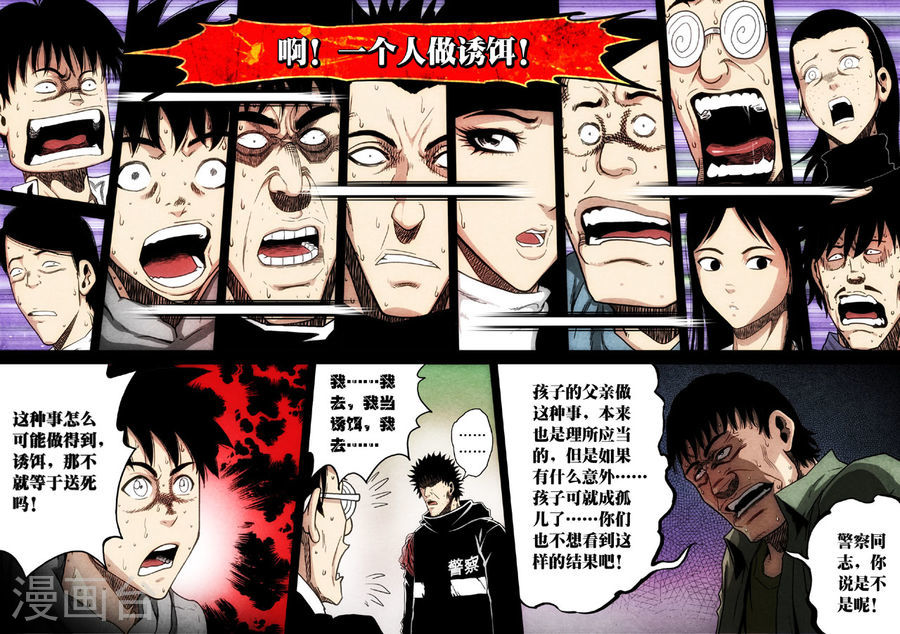 啊！一个人做诱饵！
这种事怎么
可能做得到，
诱饵，那不
就等于送死
吗！
我……我
去，我当
诱饵，我
去……
……
……
警察
孩子的父亲做
这种事，本来
也是理所应当
的，但是如果
有什么意外……
孩子可就成孤
儿了……你们
也不想看到这
样的结果吧！
警察同
志，你
说是不
是呢！
漫画台